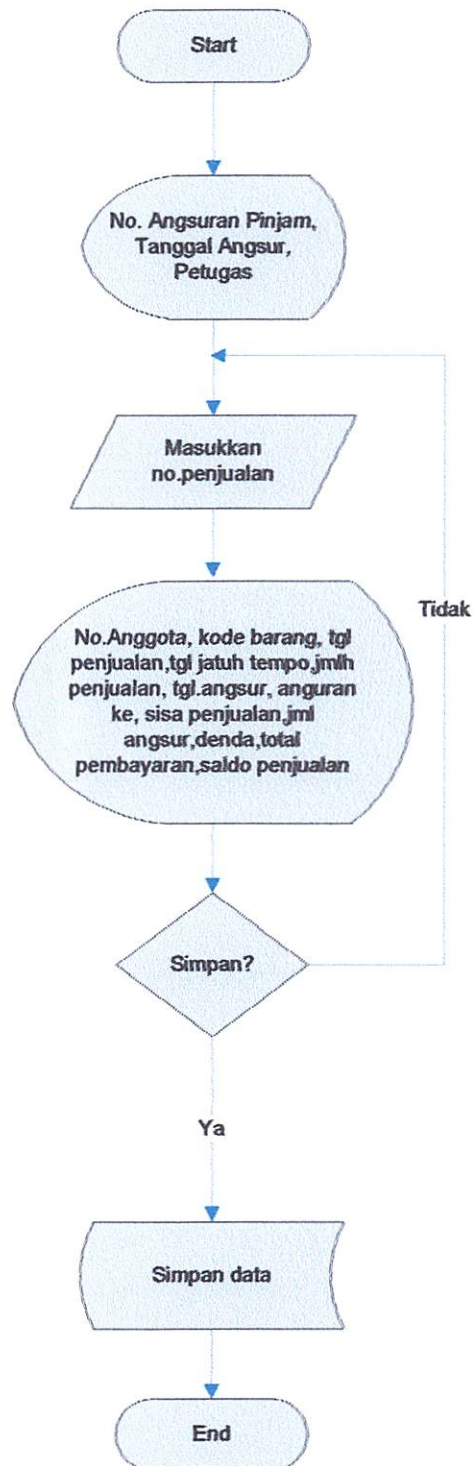 Start
No. Angsuran Pinjam,
Tanggal Angsur,
Petugas
Masukkan
no.penjualan
Tidak
No.Anggota, kode barang, tgl
penjualan,tgl jatuh tempo,jmlh
penjualan, tgl.angsur, anguran
ke, sisa penjualan,jml
angsur,denda,total
pembayaran,saldo penjualan
Simpan?
Ya
Simpan data
End